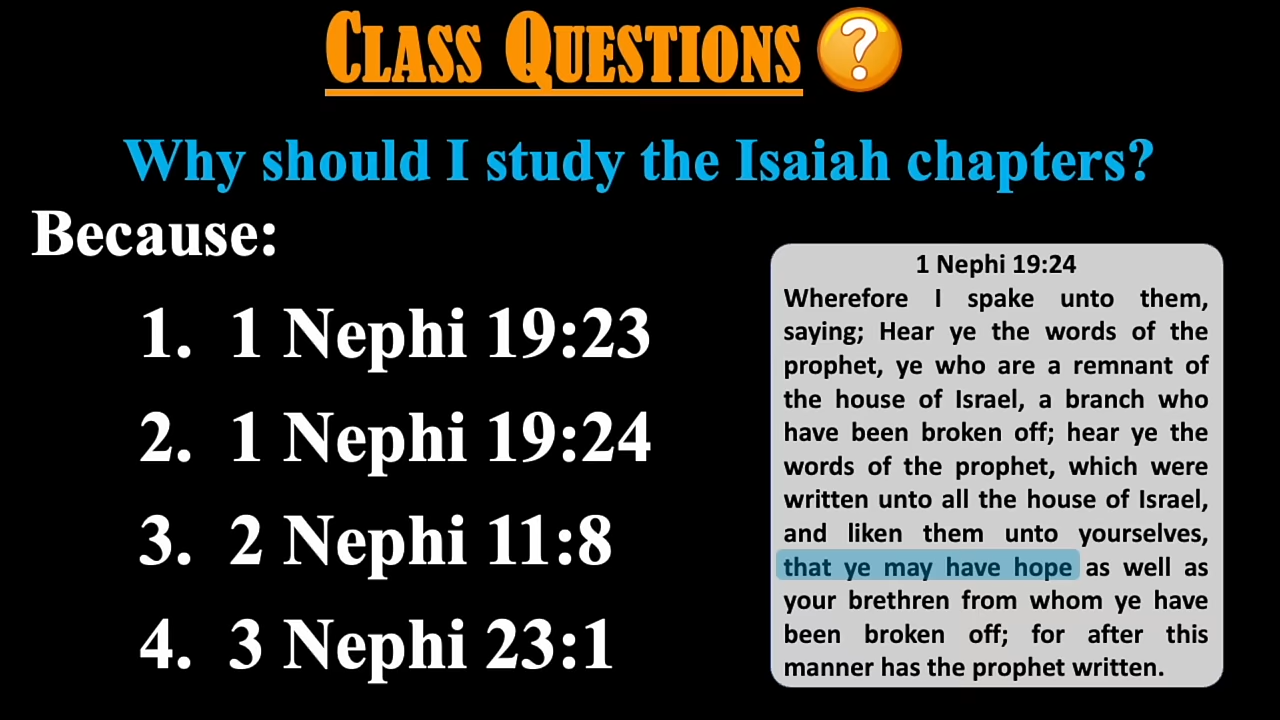 CLASS QUESTIONS ?
Why should I study the Isaiah chapters?
Because:
1. 1 Nephi 19:23
2. 1 Nephi 19:24
3. 2 Nephi 11:8
4. 3 Nephi 23:1
1 Nephi 19:24
Wherefore I spake unto them,
saying; Hear ye the words of the
prophet, ye who are a remnant of
the house of Israel, a branch who
have been broken off; hear ye the
words of the prophet, which were
written unto all the house of Israel,
and liken them unto yourselves,
that ye may have hope as well as
your brethren from whom ye have
been broken off; for after this
manner has the prophet written.